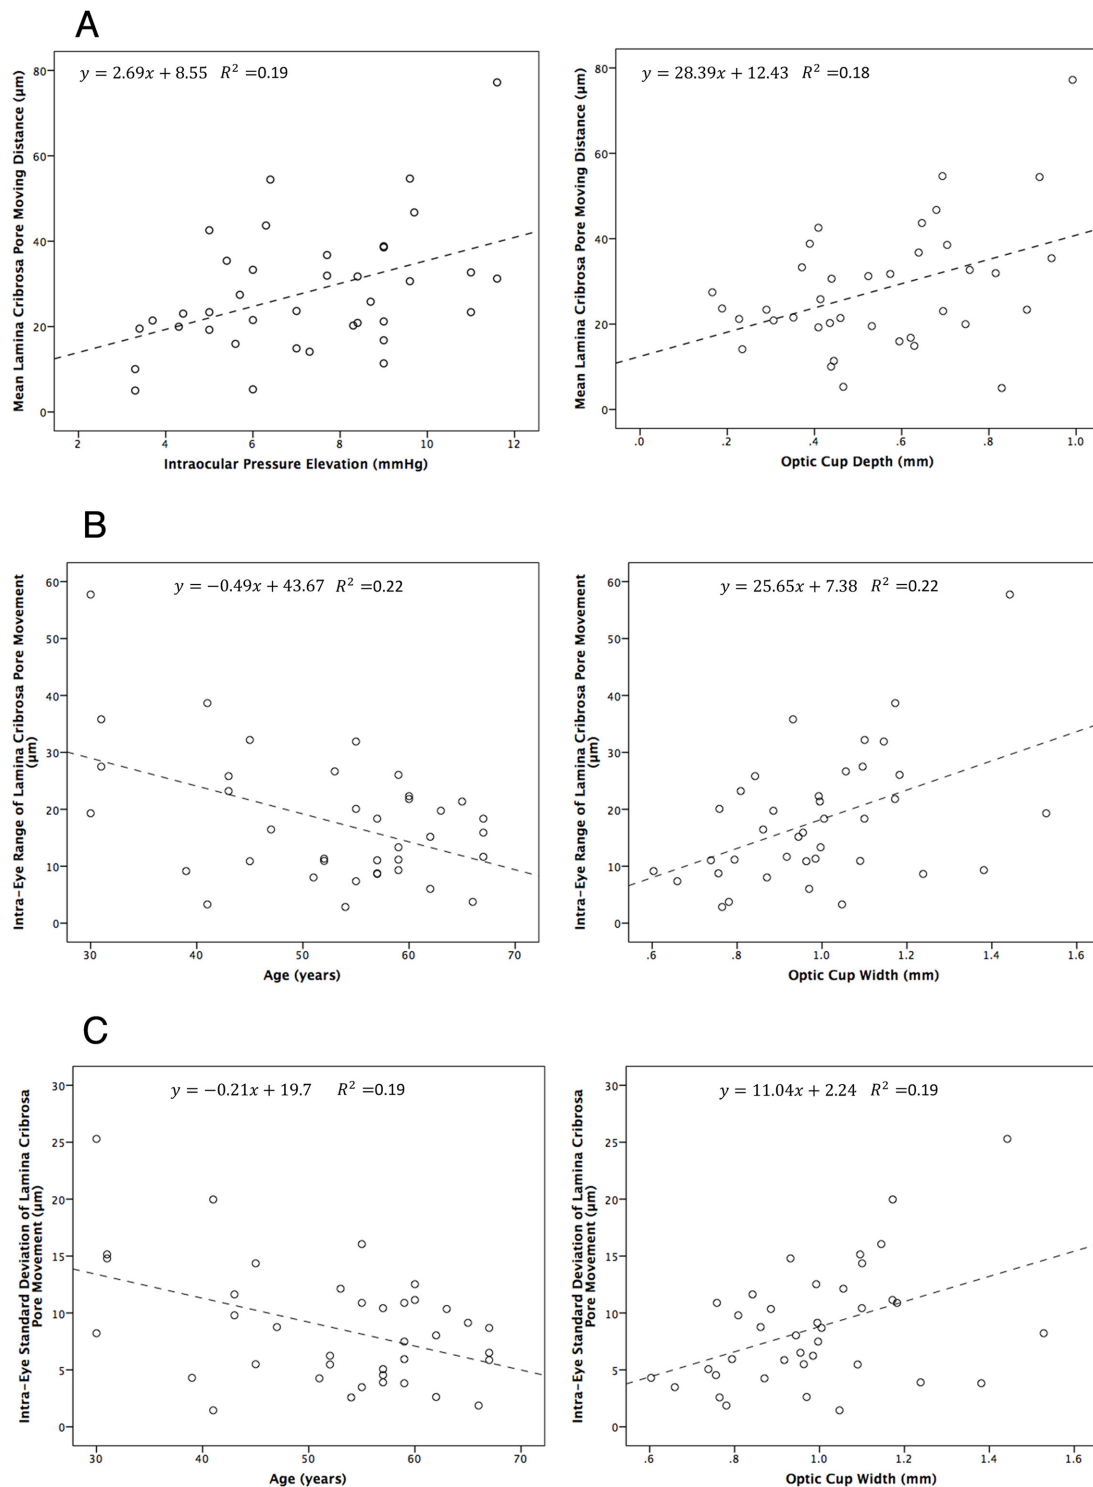 A
y = 2.69x + 8.55 R² =0.19
Mean Lamina Cribrosa Pore Moving Distance (µm)
80
60
40
20
0
2 4 6 8 10 12
Intraocular Pressure Elevation (mmHg)
y = 28.39x + 12.43 R² =0.18
Mean Lamina Cribrosa Pore Moving Distance (µm)
80
60
40
20
0
.0 .2 .4 .6 .8 1.0
Optic Cup Depth (mm)
B
y = −0.49x + 43.67 R² =0.22
Intra-Eye Range of Lamina Cribrosa Pore Movement
(µm)
60
50
40
30
20
10
0
30 40 50 60 70
Age (years)
y = 25.65x + 7.38 R² =0.22
Intra-Eye Range of Lamina Cribrosa Pore Movement
(µm)
60
50
40
30
20
10
0
.6 .8 1.0 1.2 1.4 1.6
Optic Cup Width (mm)
C
y = −0.21x + 19.7 R² =0.19
Intra-Eye Standard Deviation of Lamina Cribrosa
Pore Movement (µm)
30
25
20
15
10
5
0
30 40 50 60 70
Age (years)
y = 11.04x + 2.24 R² =0.19
Intra-Eye Standard Deviation of Lamina Cribrosa
Pore Movement (µm)
30
25
20
15
10
5
0
.6 .8 1.0 1.2 1.4 1.6
Optic Cup Width (mm)